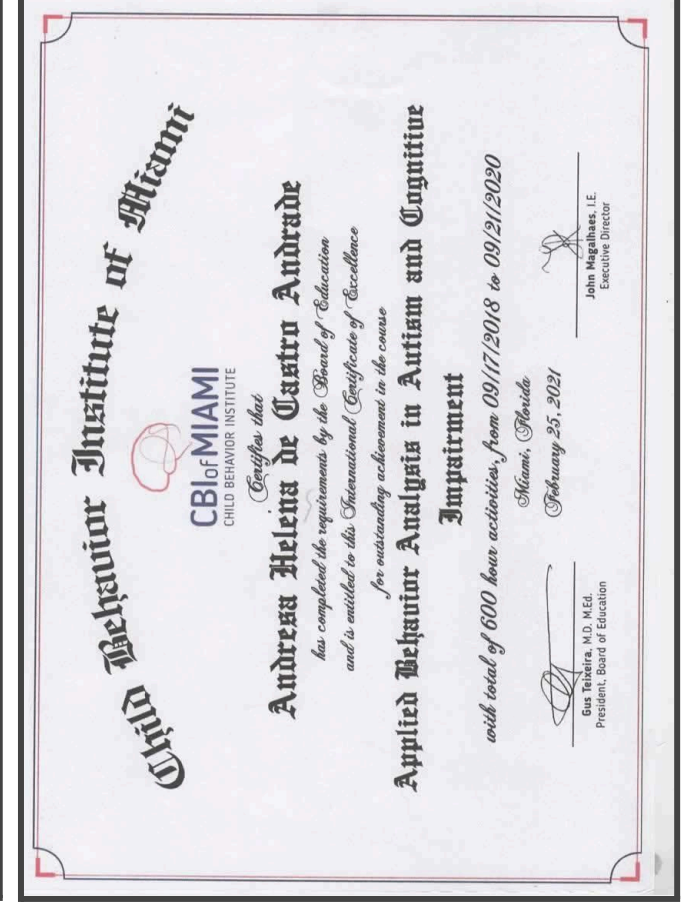 Child Behavior Institute of Miami
CBI of MIAMI
CHILD BEHAVIOR INSTITUTE
Certifies that
Andresa Helena de Castro Andrade
has completed the requirements by the Board of Education
and is entitled to this International Certificate of Excellence
for outstanding achievement in the course
Applied Behavior Analysis in Autism and Cognitive
Impairment
with total of 600 hour activities, from 09/17/2018 to 09/21/2020
Miami, Florida
February 25, 2021
Gus Teixeira, M.D. M.Ed.
President, Board of Education
John Magalhaes, I.E.
Executive Director